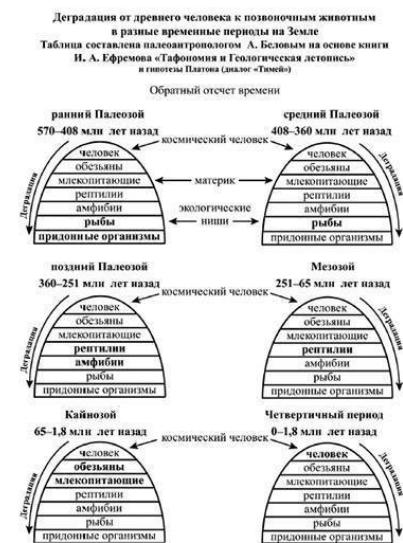 Деградация от древнего человека к позвоночным животным
в разные временные периоды на Земле
Таблица составлена палеоантропологом А. Беловым на основе книги
И. А. Ефремова «Тафономия и Геологическая летопись»
и гипотезы Платона (диалог «Тимей»)
Обратный отсчет времени
ранний Палеозой
570–408 млн лет назад
космический человек
Деградация
человек
обезьяны
млекопитающие
рептилии
амфибии
рыбы
придонные организмы
материк
экологические
ниши
средний Палеозой
408–360 млн лет назад
человек
обезьяны
млекопитающие
рептилии
амфибии
рыбы
придонные организмы
Деградация
поздний Палеозой
360–251 млн лет назад
космический человек
Деградация
человек
обезьяны
млекопитающие
рептилии
амфибии
рыбы
придонные организмы
Мезозой
251–65 млн лет назад
человек
обезьяны
млекопитающие
рептилии
амфибии
рыбы
придонные организмы
Деградация
Кайнозой
65–1,8 млн лет назад
космический человек
Деградация
человек
обезьяны
млекопитающие
рептилии
амфибии
рыбы
придонные организмы
Четвертичный период
0–1,8 млн лет назад
человек
обезьяны
млекопитающие
рептилии
амфибии
рыбы
придонные организмы
Деградация